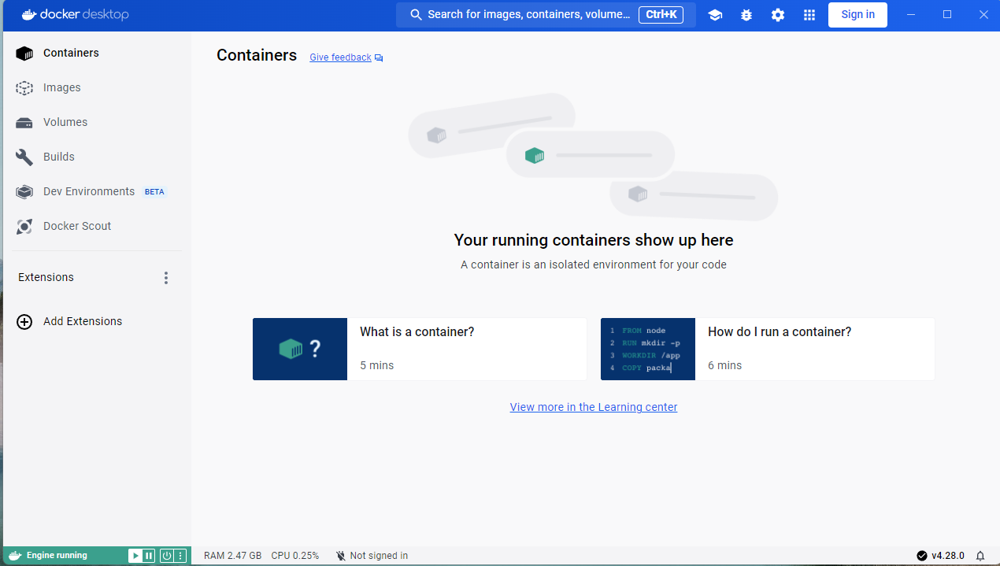 docker desktop
Search for images, containers, volume... Ctrl+K
Sign in
Containers
Images
Volumes
Builds
Dev Environments BETA
Docker Scout
Extensions
Add Extensions
Containers Give feedback
Your running containers show up here
A container is an isolated environment for your code
?
What is a container?
5 mins
1 FROM node
2 RUN mkdir -p
3 WORKDIR /app
4 COPY packa
How do I run a container?
6 mins
View more in the Learning center
Engine running
RAM 2.47 GB CPU 0.25% Not signed in
v4.28.0